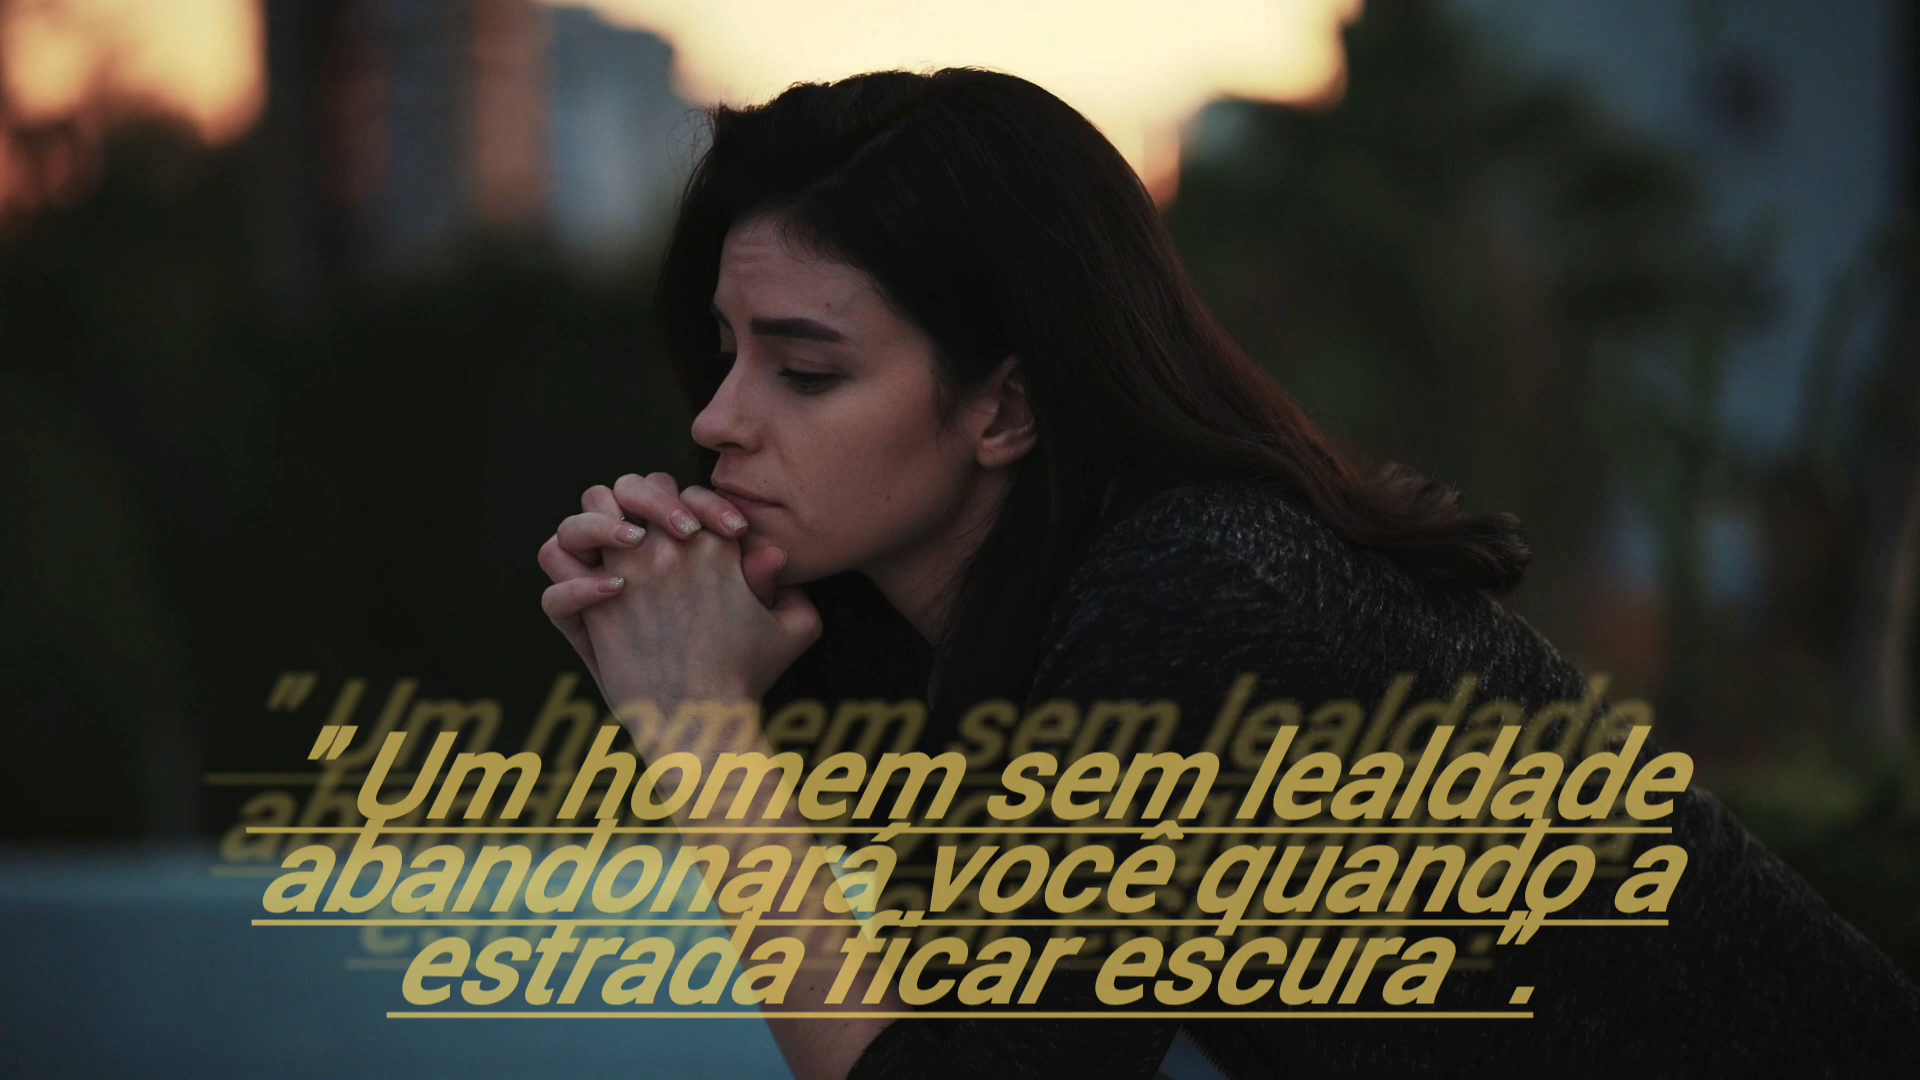 "Um homem sem lealdade
abandonará você quando a
estrada ficar escura".